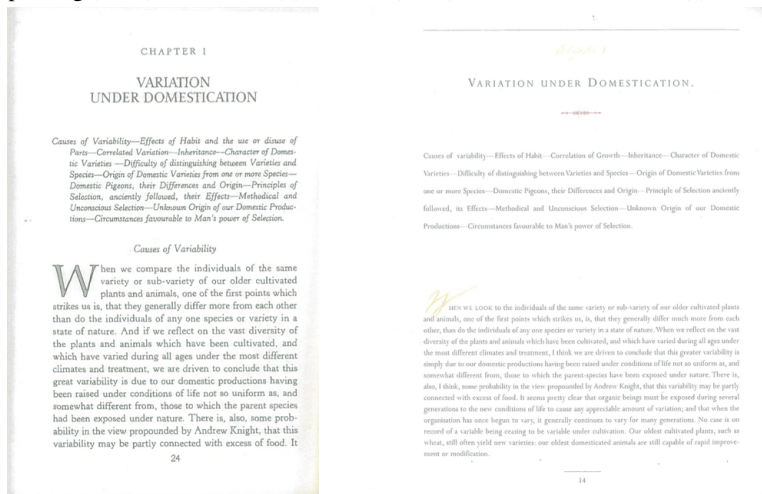 CHAPTER I
VARIATION
UNDER DOMESTICATION
Causes of Variability—Effects of Habit and the use or disuse of
Parts—Correlated Variation—Inheritance—Character of Domes-
tic Varieties —Difficulty of distinguishing between Varieties and
Species—Origin of Domestic Varieties from one or more Species—
Domestic Pigeons, their Differences and Origin—Principles of
Selection, anciently followed, their Effects—Methodical and
Unconscious Selection—Unknown Origin of our Domestic Produc-
tions—Circumstances favourable to Man's power of Selection.
Causes of Variability
When we compare the individuals of the same
variety or sub-variety of our older cultivated
plants and animals, one of the first points which
strikes us is, that they generally differ more from each other
than do the individuals of any one species or variety in a
state of nature. And if we reflect on the vast diversity of
the plants and animals which have been cultivated, and
which have varied during all ages under the most different
climates and treatment, we are driven to conclude that this
great variability is due to our domestic productions having
been raised under conditions of life not so uniform as, and
somewhat different from, those to which the parent species
had been exposed under nature. There is, also, some prob-
ability in the view propounded by Andrew Knight, that this
variability may be partly connected with excess of food. It
24
Chapter I
VARIATION UNDER DOMESTICATION.
Causes of variability—Effects of Habit—Correlation of Growth—Inheritance—Character of Domestic
Varieties—Difficulty of distinguishing between Varieties and Species—Origin of Domestic Varieties from
one or more Species—Domestic Pigeons, their Differences and Origin—Principle of Selection anciently
followed, its Effects—Methodical and Unconscious Selection—Unknown Origin of our Domestic
Productions—Circumstances favourable to Man's power of Selection.
WHEN WE LOOK to the individuals of the same variety or sub-variety of our older cultivated plants
and animals, one of the first points which strikes us, is, that they generally differ much more from each
other, than do the individuals of any one species or variety in a state of nature. When we reflect on the vast
diversity of the plants and animals which have been cultivated, and which have varied during all ages under
the most different climates and treatment, I think we are driven to conclude that this greater variability is
simply due to our domestic productions having been raised under conditions of life not so uniform as, and
somewhat different from, those to which the parent-species have been exposed under nature. There is,
also, I think, some probability in the view propounded by Andrew Knight, that this variability may be partly
connected with excess of food. It seems pretty clear that organic beings must be exposed during several
generations to the new conditions of life to cause any appreciable amount of variation; and that when the
organisation has once begun to vary, it generally continues to vary for many generations. No case is on
record of a variable being ceasing to be variable under cultivation. Our oldest cultivated plants, such as
wheat, still often yield new varieties: our oldest domesticated animals are still capable of rapid improve-
ment or modification.
14